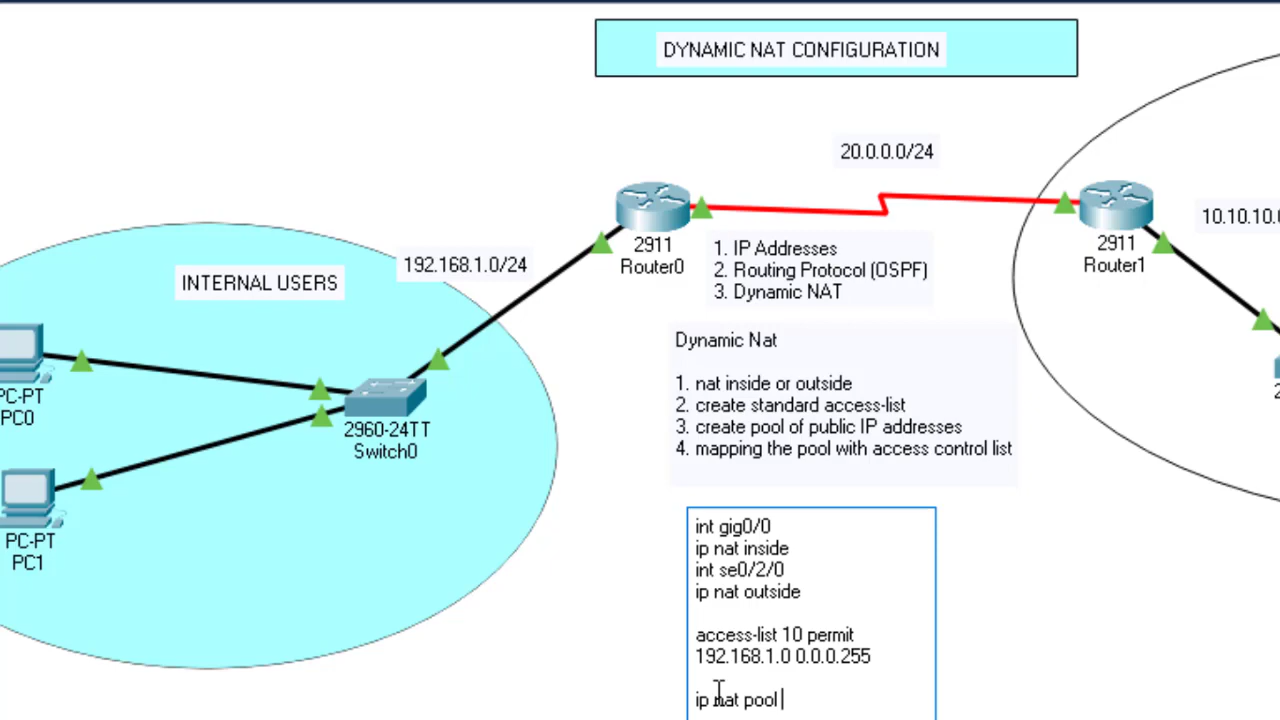 DYNAMIC NAT CONFIGURATION
20.0.0.0/24
192.168.1.0/24
INTERNAL USERS
2911
Router0
1. IP Addresses
2. Routing Protocol (OSPF)
3. Dynamic NAT
2911
Router1
10.10.10.
Dynamic Nat
1. nat inside or outside
2. create standard access-list
3. create pool of public IP addresses
4. mapping the pool with access control list
PC-PT
PC0
2960-24TT
Switch0
PC-PT
PC1
int gig0/0
ip nat inside
int se0/2/0
ip nat outside
access-list 10 permit
192.168.1.0 0.0.0.255
ip nat pool
2